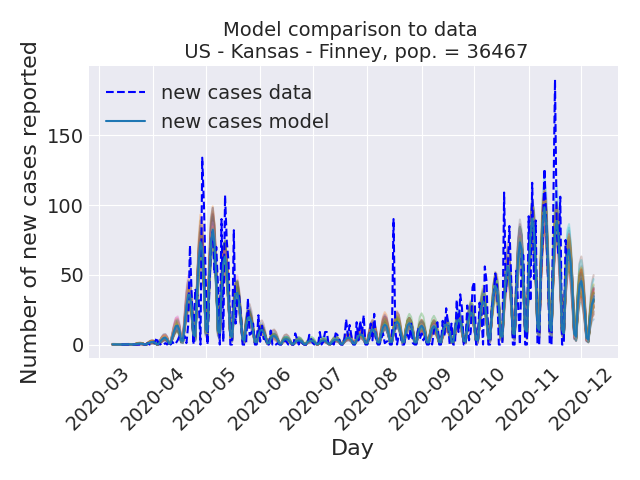 Model comparison to data
US - Kansas - Finney, pop. = 36467
new cases data
new cases model
Number of new cases reported
150
100
50
0
2020-03
2020-04
2020-05
2020-06
2020-07
2020-08
2020-09
2020-10
2020-11
2020-12
Day